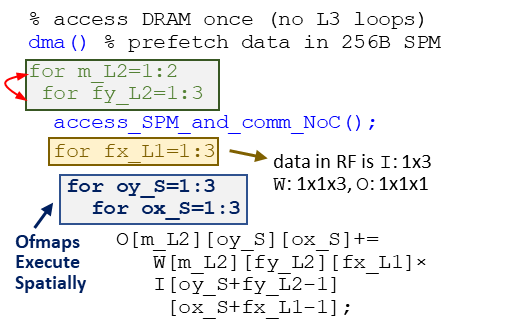 % access DRAM once (no L3 loops)
dma() % prefetch data in 256B SPM
for m_L2=1:2
for fy_L2=1:3
access_SPM_and_comm_NoC();
for fx_L1=1:3
data in RF is I: 1x3
W: 1x1x3, O: 1x1x1
for oy_S=1:3
for ox_S=1:3
Ofmaps
Execute
Spatially
O[m_L2][oy_S][ox_S]+=
W[m_L2][fy_L2][fx_L1]×
I[oy_S+fy_L2-1]
[ox_S+fx_L1-1];